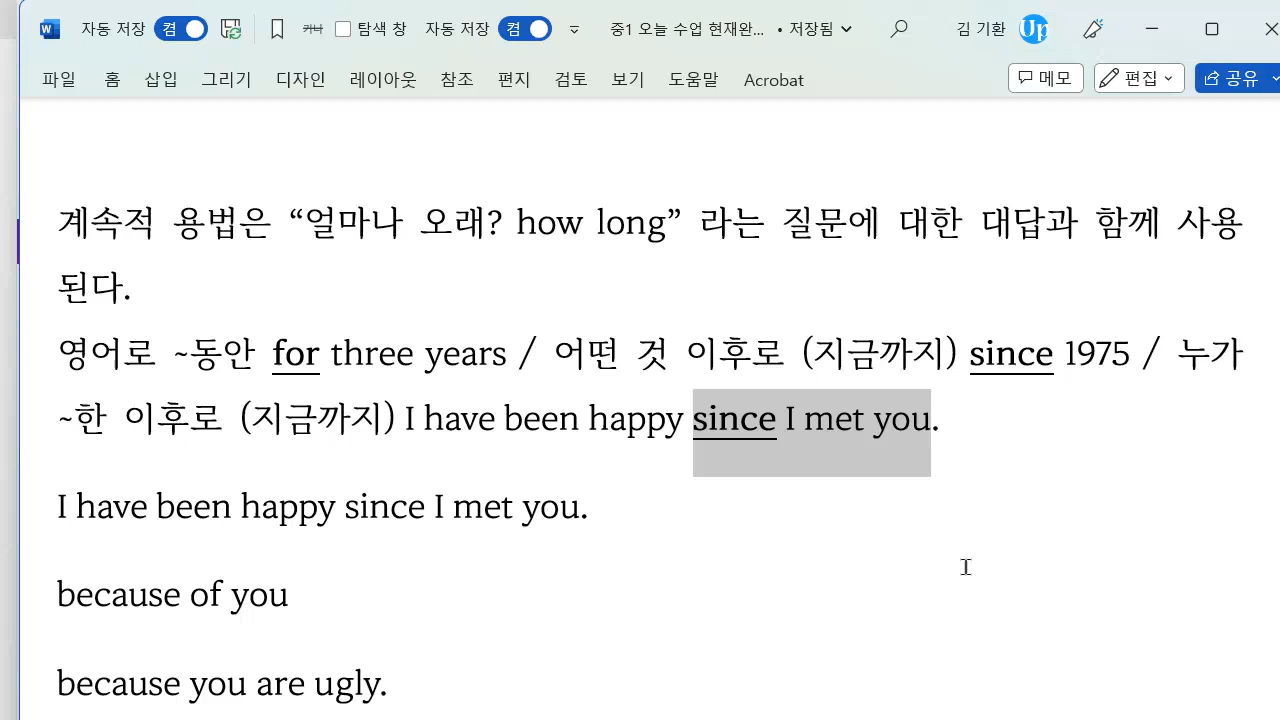 자동 저장 켬 가나 탐색 창 자동 저장 켬 중1 오늘 수업 현재완... • 저장됨 김 기환 Up
파일 홈 삽입 그리기 디자인 레이아웃 참조 편지 검토 보기 도움말 Acrobat 메모 편집 공유
계속적 용법은 “얼마나 오래? how long” 라는 질문에 대한 대답과 함께 사용
된다.
영어로 ~동안 for three years / 어떤 것 이후로 (지금까지) since 1975 / 누가
~한 이후로 (지금까지) I have been happy since I met you.
I have been happy since I met you.
because of you
because you are ugly.